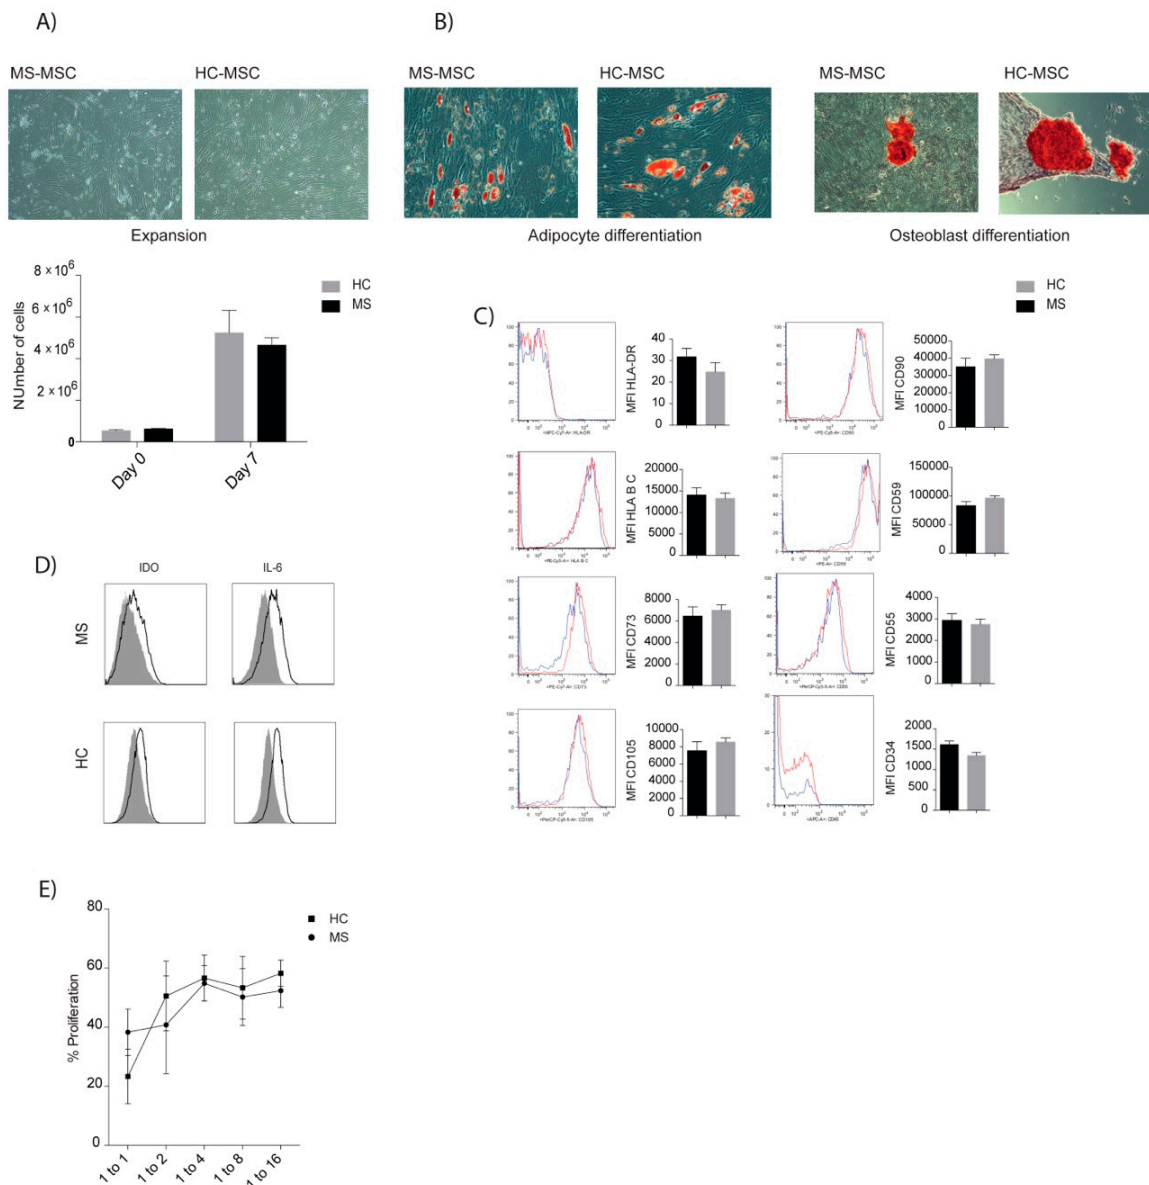 A)
B)
MS-MSC
HC-MSC
MS-MSC
HC-MSC
MS-MSC
HC-MSC
Expansion
Adipocyte differentiation
Osteoblast differentiation
NUmber of cells
8 × 10⁶
6 × 10⁶
4 × 10⁶
2 × 10⁶
0
Day 0
Day 7
HC
MS
C)
HC
MS
MFI HLA-DR
40
30
20
10
0
MFI CD90
50000
40000
30000
20000
10000
0
MFI HLA B C
20000
15000
10000
5000
0
MFI CD59
150000
100000
50000
0
MFI CD73
8000
6000
4000
2000
0
MFI CD55
4000
3000
2000
1000
0
MFI CD105
10000
8000
6000
4000
2000
0
MFI CD34
2000
1500
1000
500
0
D)
IDO
IL-6
MS
HC
E)
% Proliferation
80
60
40
20
0
1 to 1
1 to 2
1 to 4
1 to 8
1 to 16
HC
MS